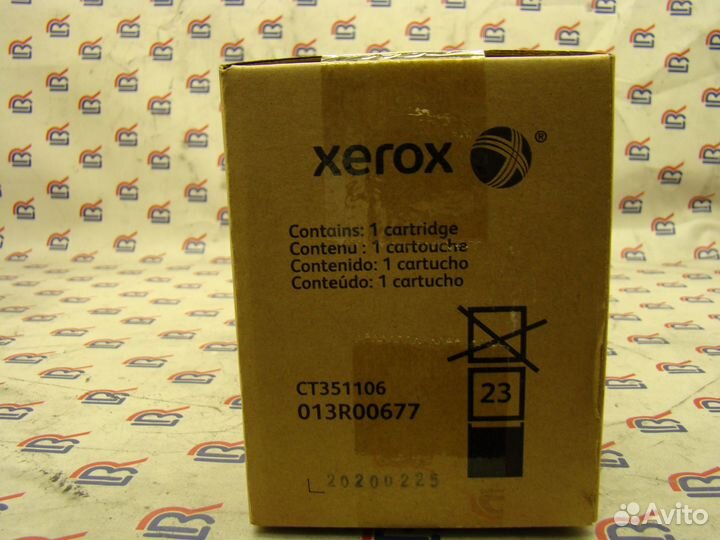 xerox ®
Contains: 1 cartridge
Contenu : 1 cartouche
Contenido: 1 cartucho
Conteúdo: 1 cartucho
CT351106
013R00677
23
20200225
Avito